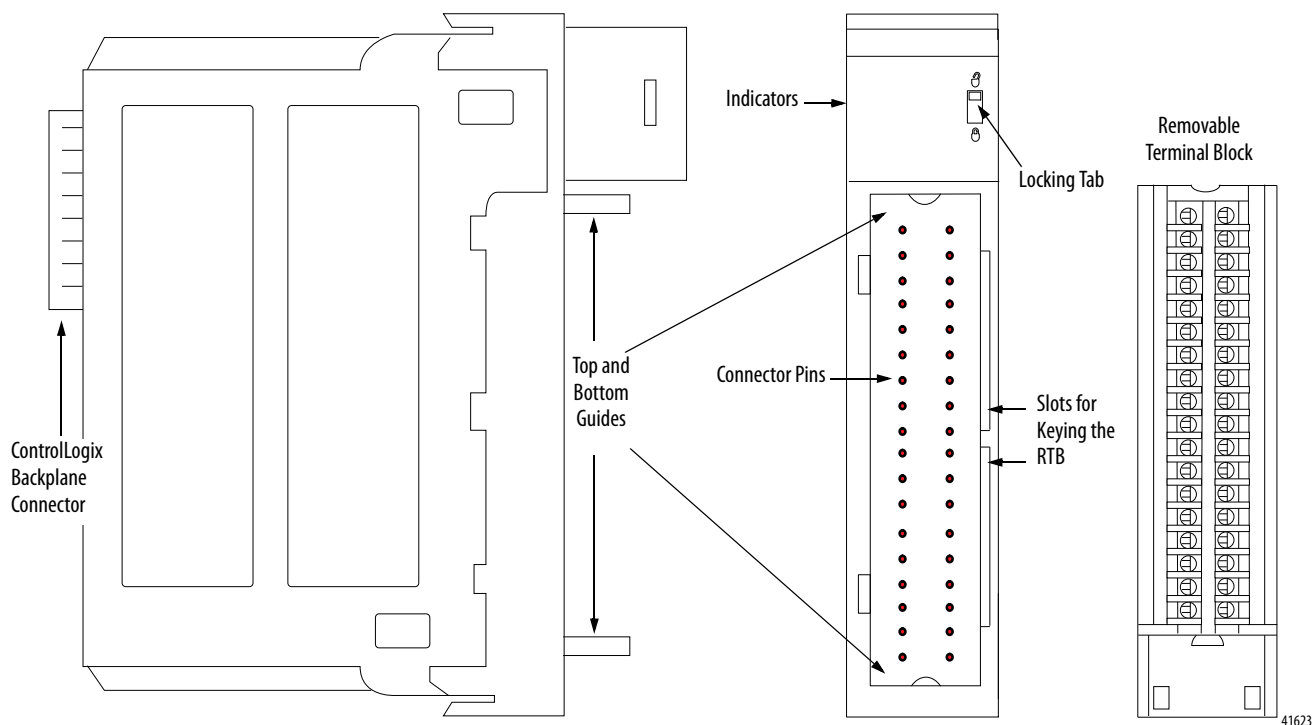 Indicators
Removable
Terminal Block
Locking Tab
Top and
Bottom
Guides
Connector Pins
Slots for
Keying the
RTB
ControlLogix
Backplane
Connector
41623